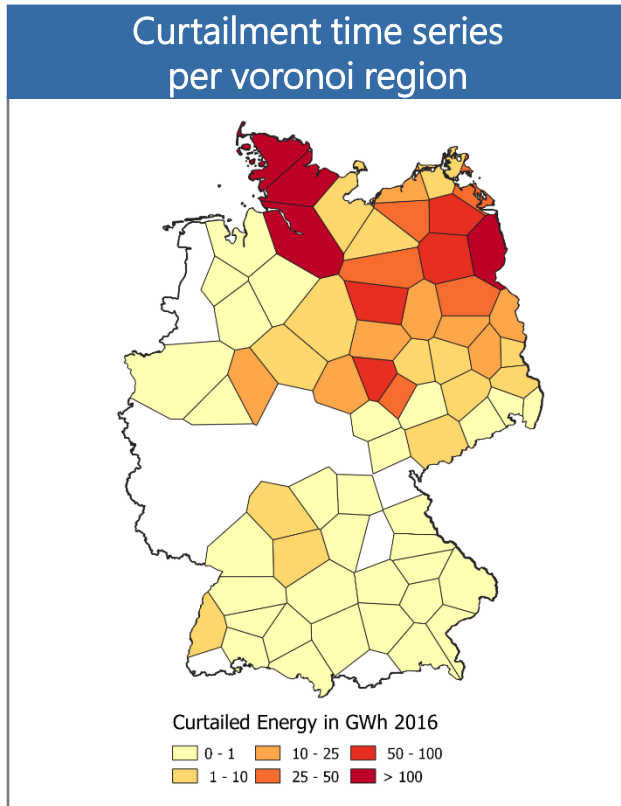 Curtailment time series
per voronoi region
Curtailed Energy in GWh 2016
0 - 1 10 - 25 50 - 100
1 - 10 25 - 50 > 100